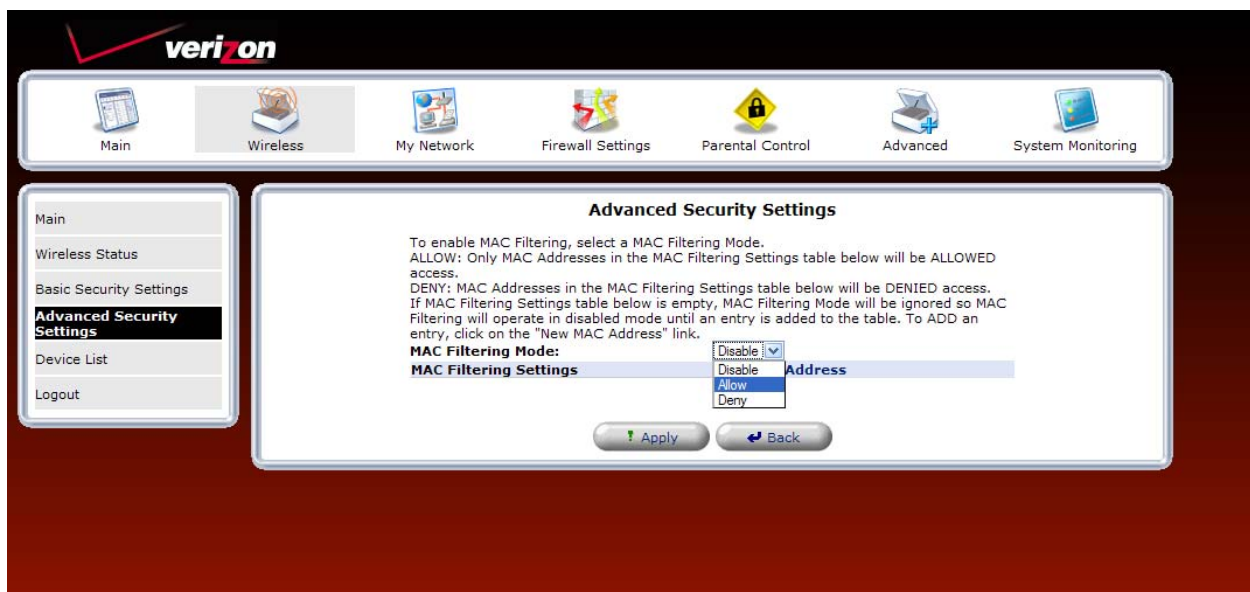 verizon
Main
Wireless
My Network
Firewall Settings
Parental Control
Advanced
System Monitoring
Main
Wireless Status
Basic Security Settings
Advanced Security
Settings
Device List
Logout
Advanced Security Settings
To enable MAC Filtering, select a MAC Filtering Mode.
ALLOW: Only MAC Addresses in the MAC Filtering Settings table below will be ALLOWED
access.
DENY: MAC Addresses in the MAC Filtering Settings table below will be DENIED access.
If MAC Filtering Settings table below is empty, MAC Filtering Mode will be ignored so MAC
Filtering will operate in disabled mode until an entry is added to the table. To ADD an
entry, click on the "New MAC Address" link.
MAC Filtering Mode: Disable
MAC Filtering Settings Address
Disable
Allow
Deny
Apply
Back